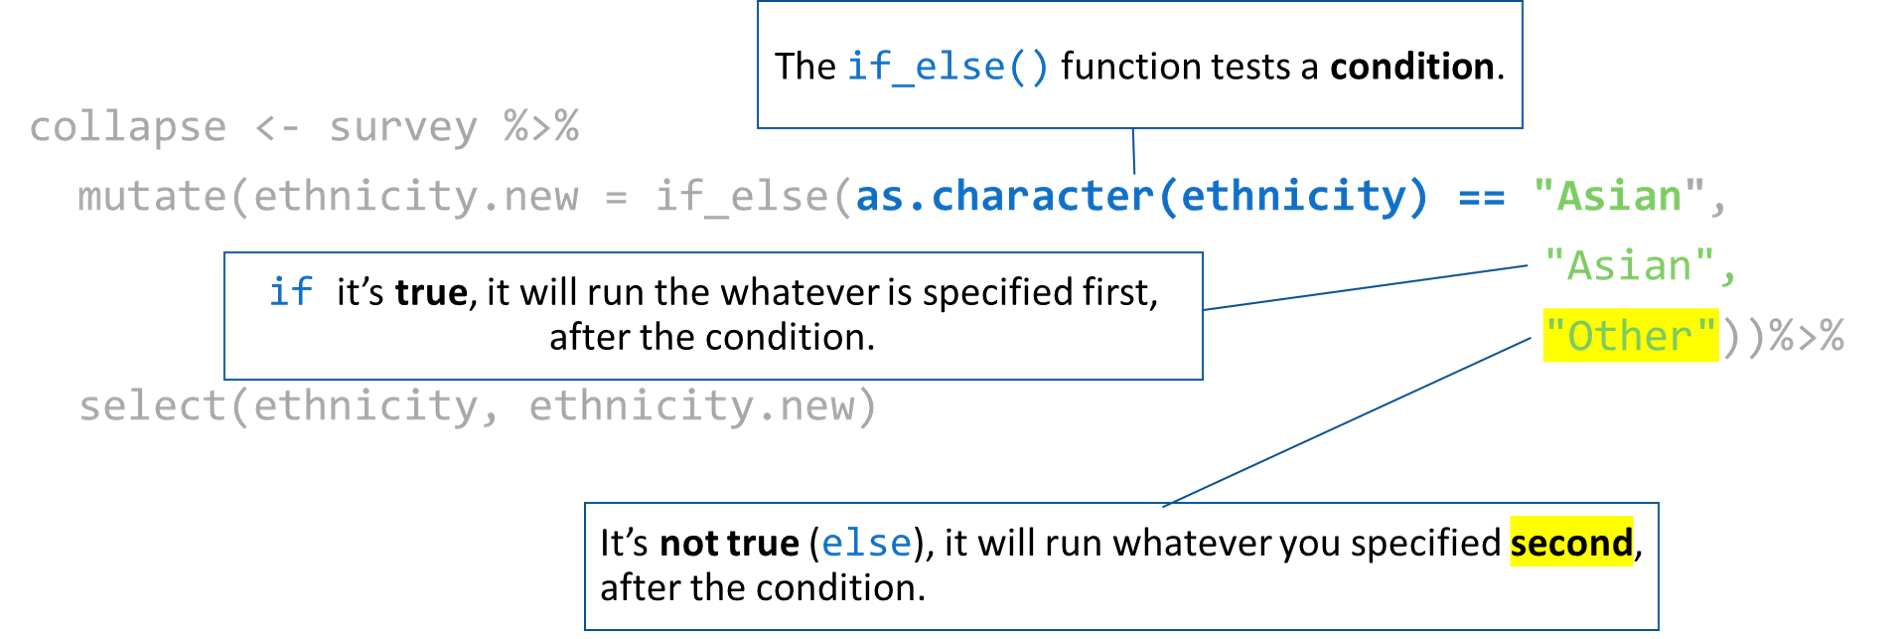 The if_else() function tests a condition.
collapse <- survey %>%
mutate(ethnicity.new = if_else(as.character(ethnicity) == "Asian",
"Asian",
if it’s true, it will run the whatever is specified first,
after the condition.
"Other"))%>%
select(ethnicity, ethnicity.new)
It’s not true (else), it will run whatever you specified second,
after the condition.